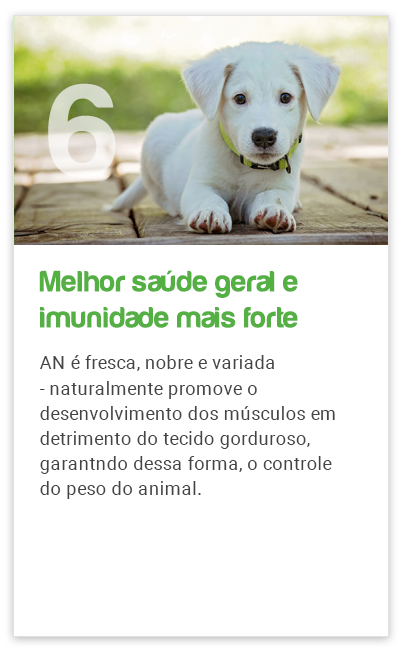 6
Melhor saúde geral e
imunidade mais forte
AN é fresca, nobre e variada
- naturalmente promove o
desenvolvimento dos músculos em
detrimento do tecido gorduroso,
garantndo dessa forma, o controle
do peso do animal.